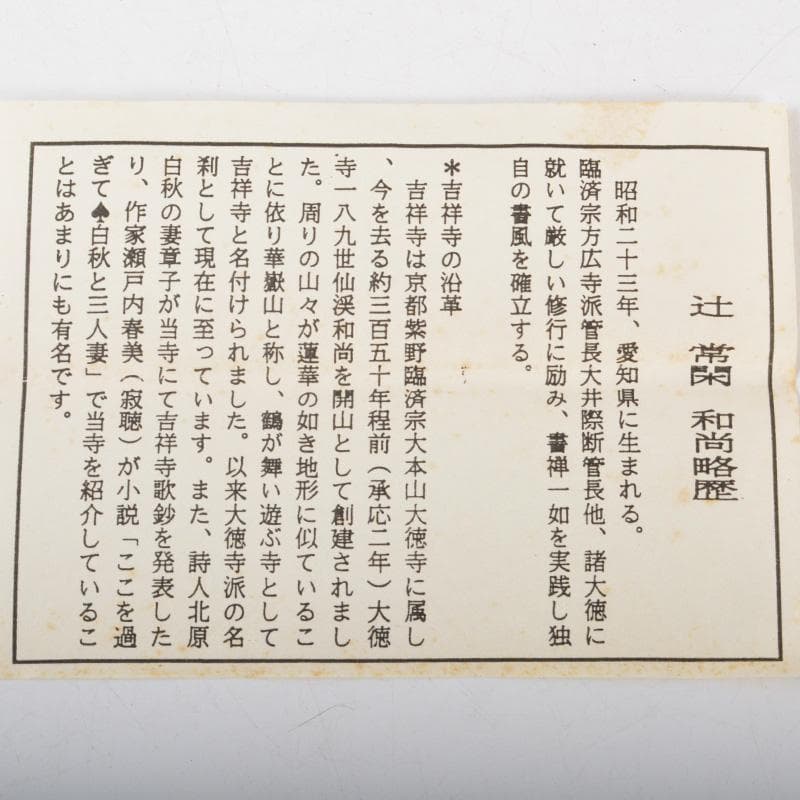 辻 常閑 和尚略歴
昭和二十三年、愛知県に生まれる。
臨済宗方広寺派管長大井際断管長他、諸大徳に
就いて厳しい修行に励み、書禅一如を実践し独
自の書風を確立する。
*吉祥寺の沿革
吉祥寺は京都紫野臨済宗大本山大徳寺に属し
、今を去る約三百五十年程前（承応二年）大徳
寺一八九世仙渓和尚を開山として創建されまし
た。周りの山々が蓮華の如き地形に似ているこ
とに依り華嶽山と称し、鶴が舞い遊ぶ寺として
吉祥寺と名付けられました。以来大徳寺派の名
刹として現在に至っています。また、詩人北原
白秋の妻章子が当寺にて吉祥寺歌鈔を発表した
り、作家瀬戸内春美（寂聴）が小説「ここを過
ぎて♠白秋と三人妻」で当寺を紹介しているこ
とはあまりにも有名です。